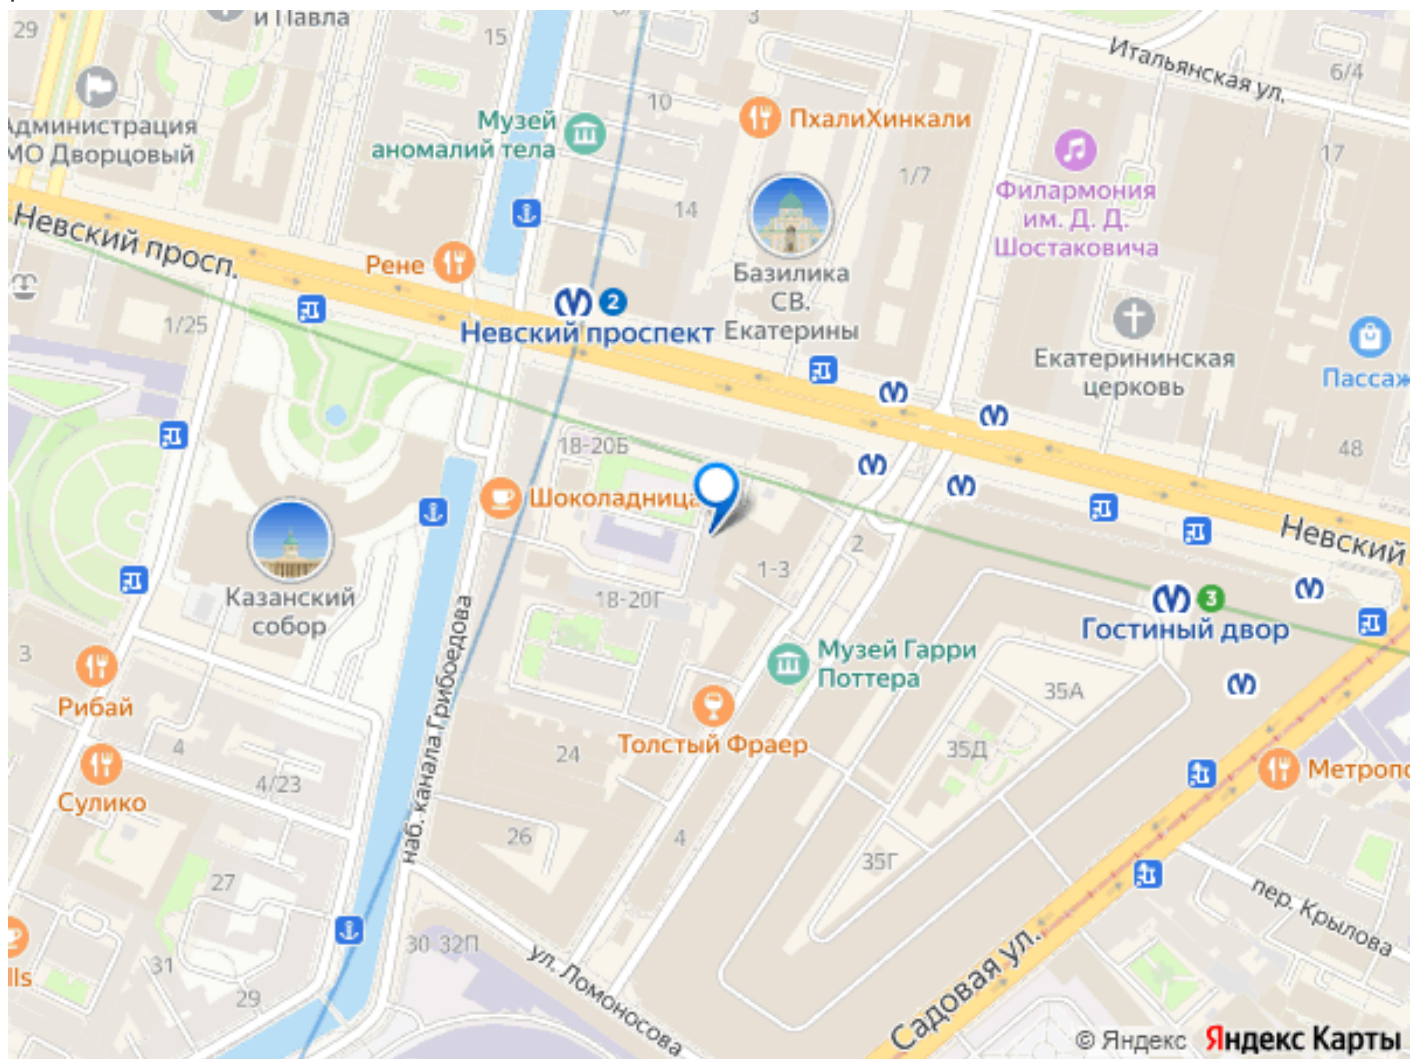 29
и Павла
15
3
Итальянская ул.
6/4
Администрация
МО Дворцовый
10
Музей
аномалий тела
ПхалиХинкали
17
1/7
Филармония
им. Д. Д.
Шостаковича
14
Невский просп.
Рене
Базилика
СВ.
Екатерины
2
Невский проспект
1/25
Екатерининская
церковь
Пассаж
18-20Б
48
Шоколадница
Невский
2
1-3
Казанский
собор
18-20Г
3
Гостиный двор
наб. канала Грибоедова
Музей Гарри
Поттера
3
Рибай
35А
Толстый Фраер
35Д
24
4
4/23
Метропо
Сулико
26
4
35Г
27
пер. Крылова
30-32П
ул. Ломоносова
Садовая ул.
31
lls
29
© Яндекс Яндекс Карты